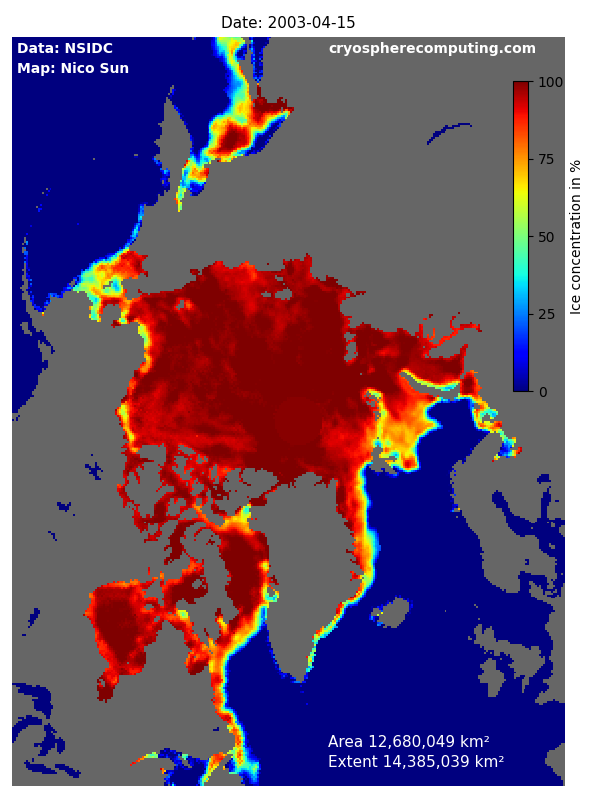 Date: 2003-04-15
Data: NSIDC
Map: Nico Sun
cryospherecomputing.com
100
75
50
25
0
Ice concentration in %
Area 12,680,049 km²
Extent 14,385,039 km²